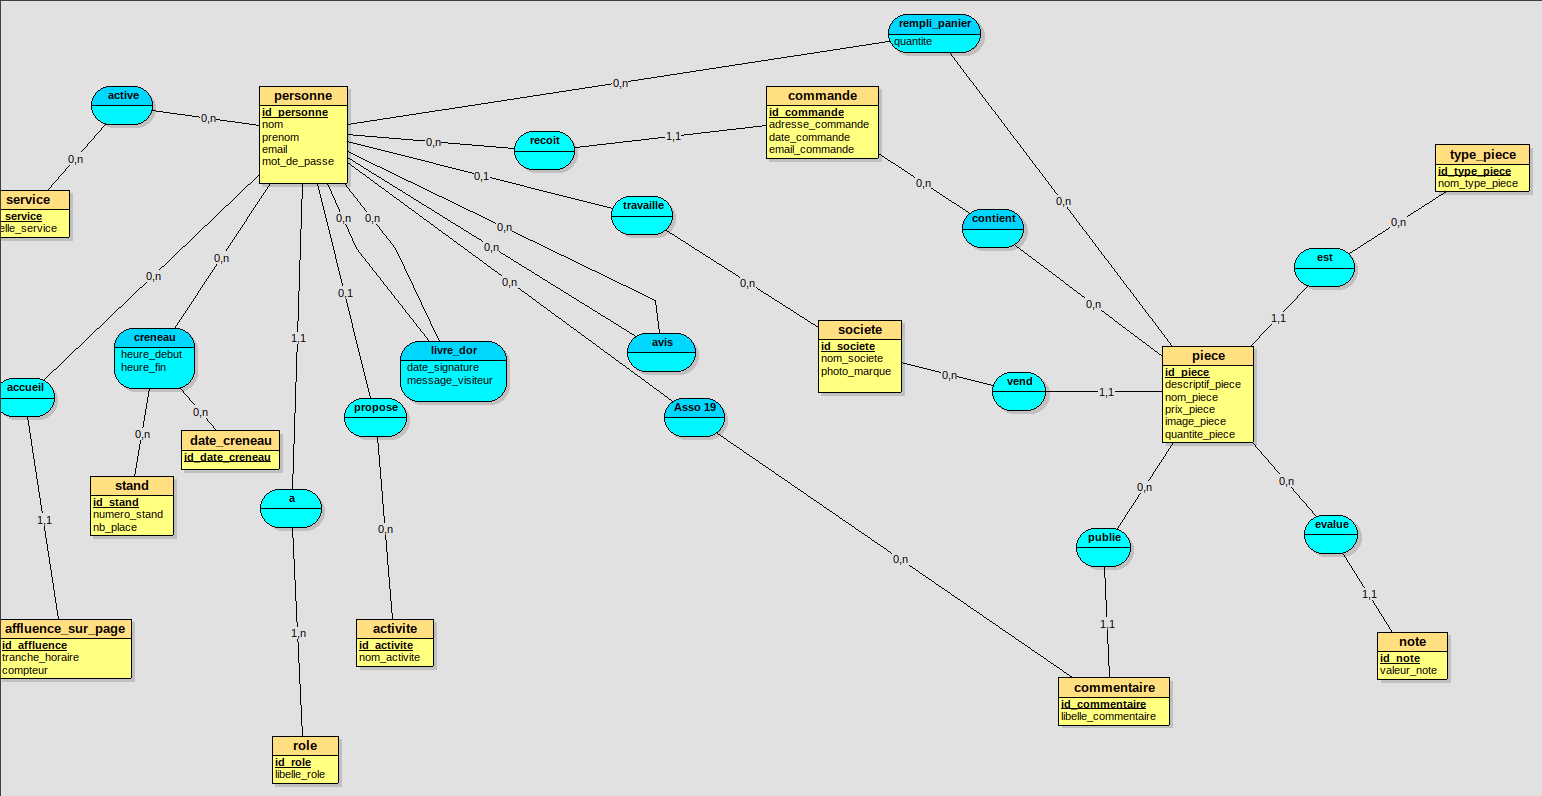 rempli_panier
quantite
0,n
active
0,n
0,n
personne
id_personne
nom
prenom
email
mot_de_passe
0,n
recoit
1,1
commande
id_commande
adresse_commande
date_commande
email_commande
0,n
type_piece
id_type_piece
nom_type_piece
service
_service
elle_service
0,1
travaille
0,n
contient
0,n
0,n
est
1,1
0,n
0,n
0,n
0,n
0,n
0,n
0,n
0,n
0,1
1,1
0,n
societe
id_societe
nom_societe
photo_marque
0,n
vend
1,1
piece
id_piece
descriptif_piece
nom_piece
prix_piece
image_piece
quantite_piece
creneau
heure_debut
heure_fin
livre_dor
date_signature
message_visiteur
avis
accueil
propose
Asso 19
0,n
0,n
date_creneau
id_date_creneau
stand
id_stand
numero_stand
nb_place
a
0,n
0,n
0,n
0,n
publie
evalue
1,1
1,1
1,1
1,n
affluence_sur_page
id_affluence
tranche_horaire
compteur
activite
id_activite
nom_activite
note
id_note
valeur_note
commentaire
id_commentaire
libelle_commentaire
role
id_role
libelle_role